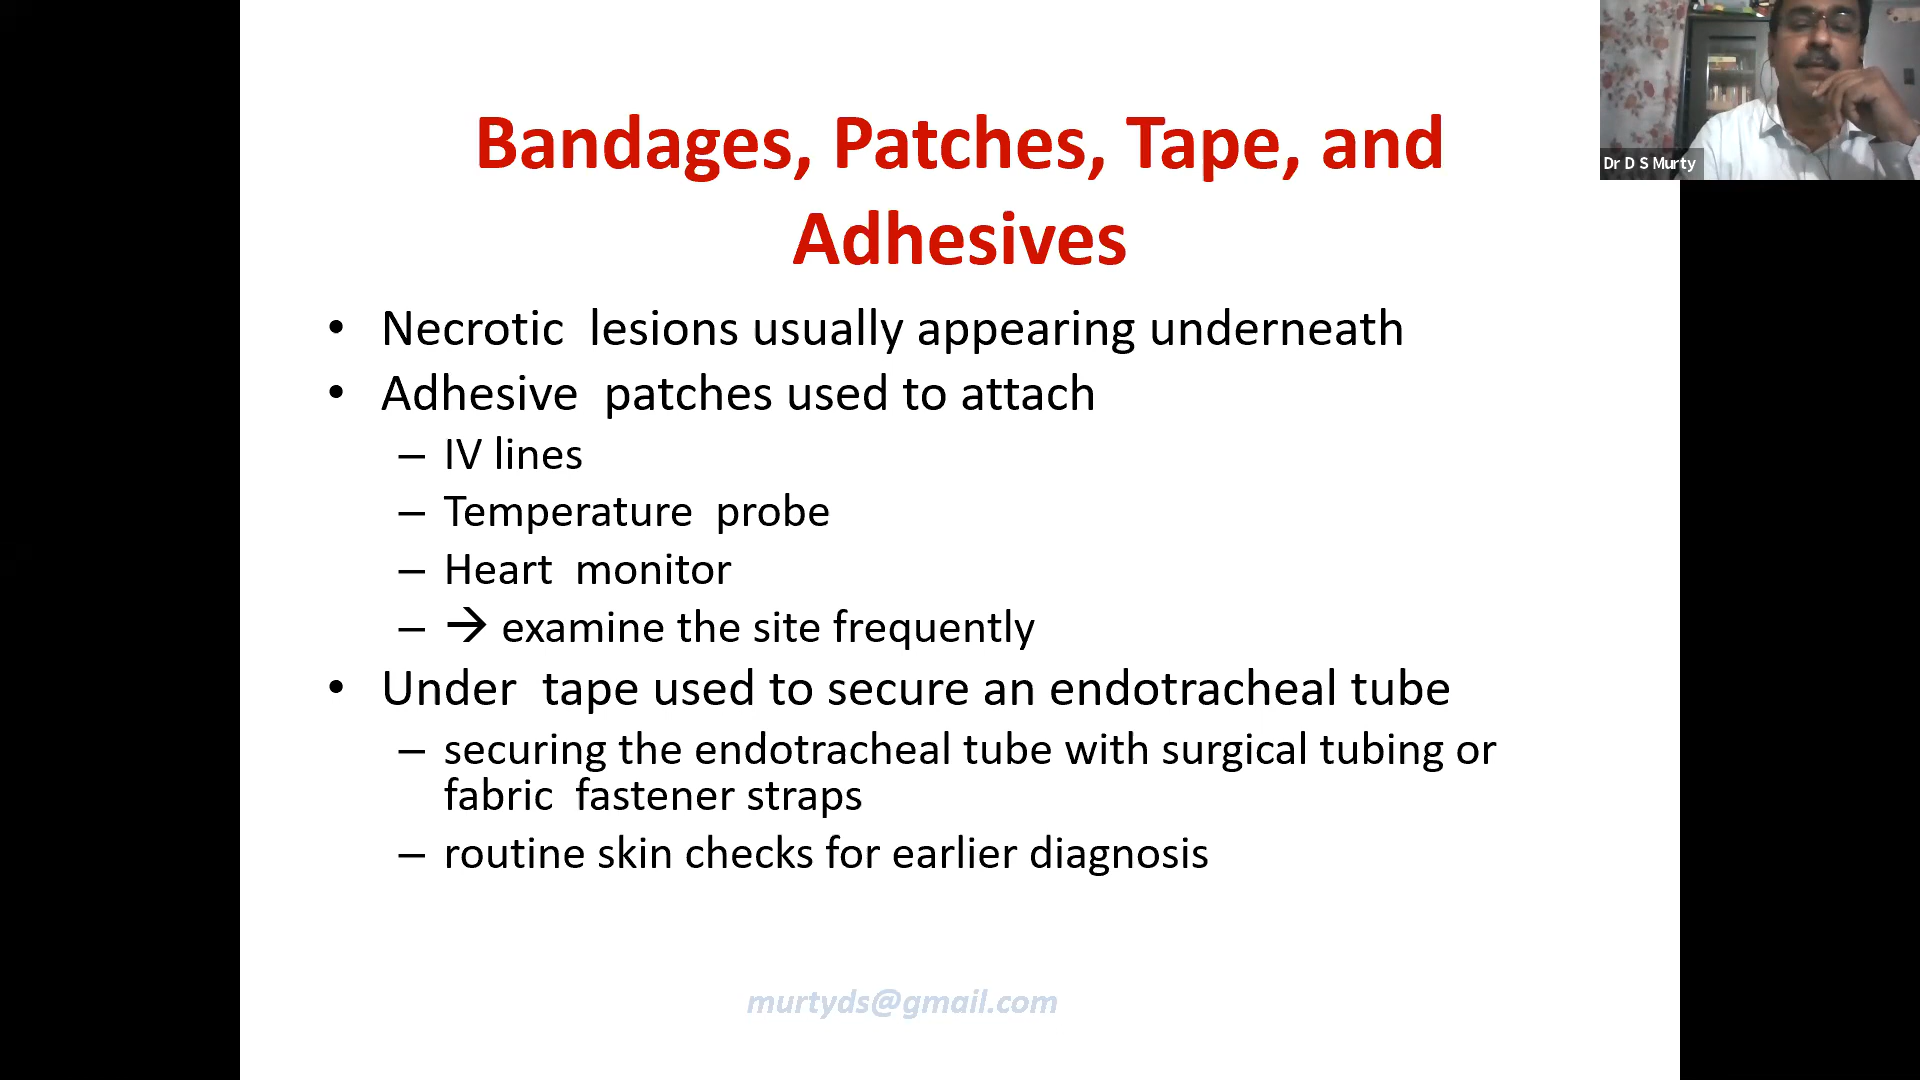 Bandages, Patches, Tape, and
Adhesives
• Necrotic lesions usually appearing underneath
• Adhesive patches used to attach
– IV lines
– Temperature probe
– Heart monitor
– → examine the site frequently
• Under tape used to secure an endotracheal tube
– securing the endotracheal tube with surgical tubing or
fabric fastener straps
– routine skin checks for earlier diagnosis
murtyds@gmail.com
Dr D S Murty